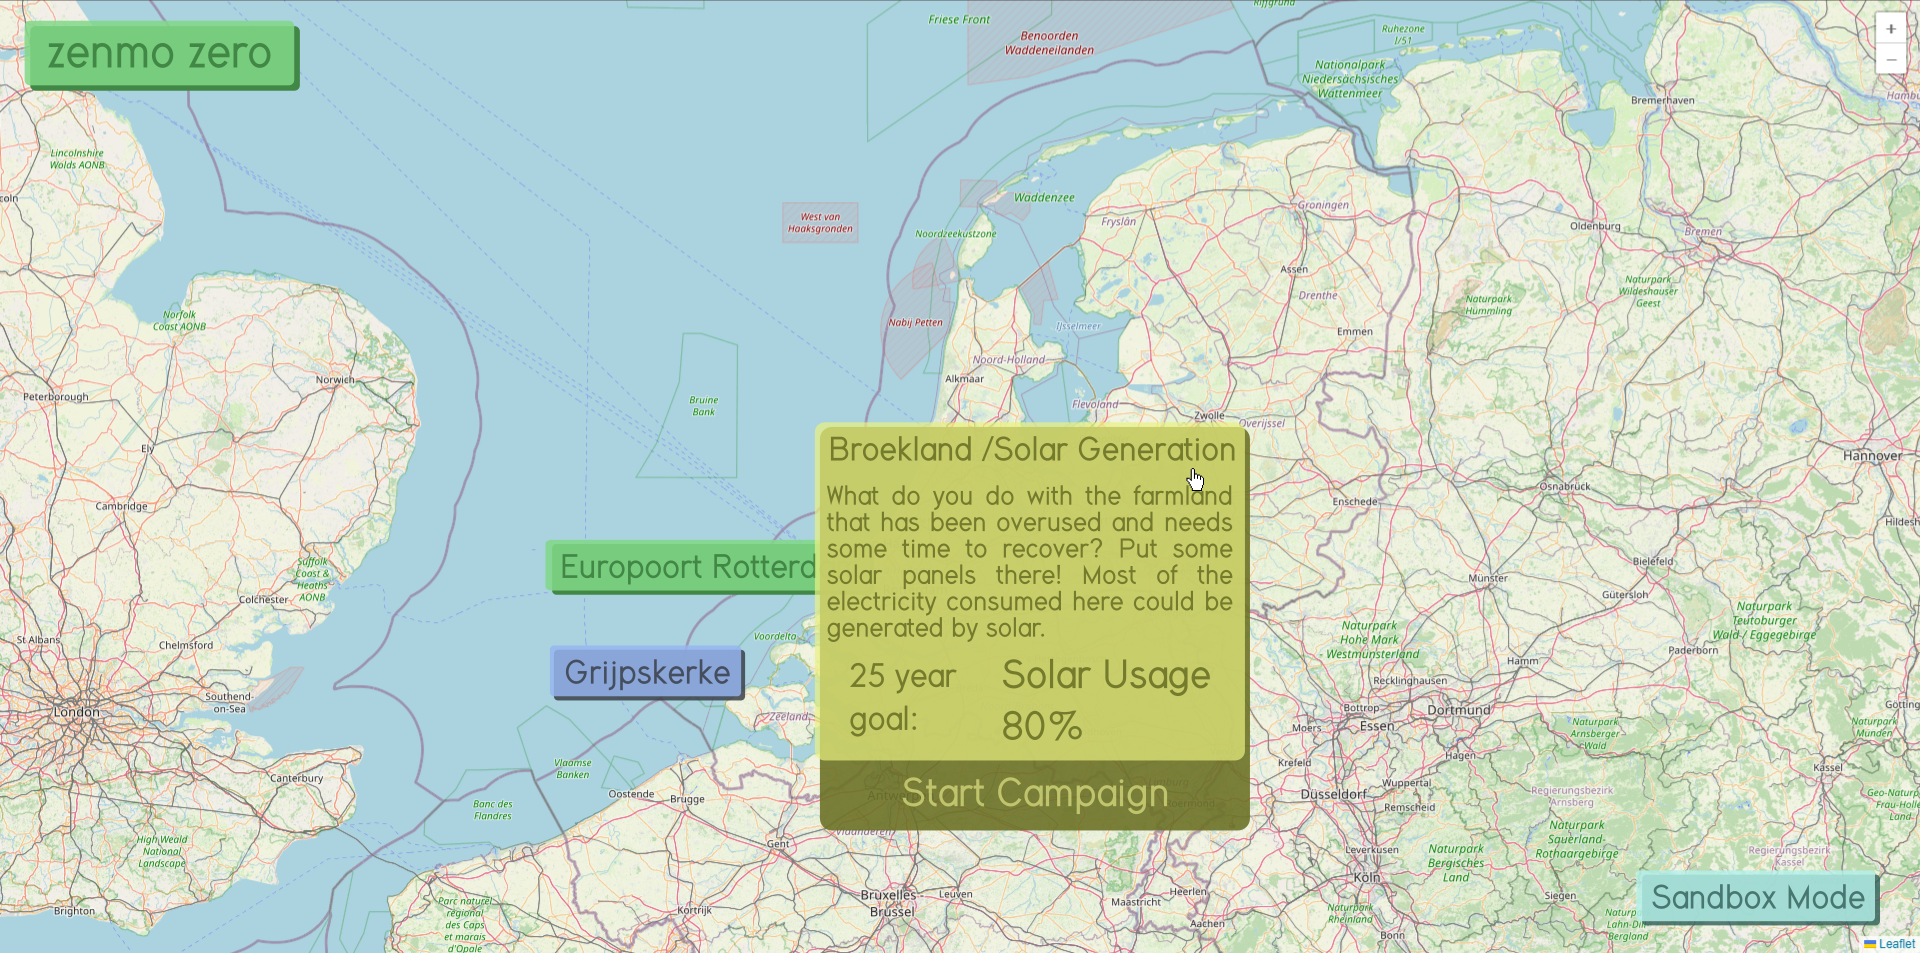 zenmo zero
Friese Front
Riffgrund
Benoorden
Waddeneilanden
Ruhezone
I/51
Nationalpark
Niedersächsisches
Wattenmeer
+
−
Bremerhaven
Hambu
Lincolnshire
Wolds AONB
coln
West van
Haaksgronden
Waddenzee
Noordzeekustzone
Fryslân
Groningen
Oldenburg
Bremen
Assen
Drenthe
Naturpark
Wildeshauser
Geest
Naturpark
Hümmling
Norfolk
Coast AONB
Nabij Petten
IJsselmeer
Emmen
Noord-Holland
Alkmaar
Norwich
Peterborough
Bruine
Bank
Flevoland
Zwolle
Overijssel
Ely
Hannover
Broekland /Solar Generation
What do you do with the farmland
that has been overused and needs
some time to recover? Put some
solar panels there! Most of the
electricity consumed here could be
generated by solar.
25 year
goal:
Solar Usage
80%
Start Campaign
Cambridge
Enschede
Osnabrück
Hildesh
Europoort Rotterd
Suffolk
Coast &
Heaths
AONB
Colchester
Bielefeld
Münster
Gütersloh
Naturpark
Teutoburger
Wald / Eggegebirge
Naturpark
Hohe Mark
Westmünsterland
St Albans
Chelmsford
Voordelta
Paderborn
Hamm
Grijpskerke
Recklinghausen
Southend-
on-Sea
London
Zeeland
Bottrop
Dortmund
Essen
Moers
Götting
Naturpark
Arnsberger
Wald
Naturpark
Münden
Hagen
Krefeld
Kassel
Vlaamse
Banken
Canterbury
Oostende
Brugge
Wuppertal
Düsseldorf
Remscheid
Regierungsbezirk
Arnsberg
Geo-Naturp
Frau-Holle
Land
Banc des
Flandres
High Weald
National
Landscape
Gent
Naturpark
Sauerland-
Rothaargebirge
Leverkusen
Naturpark
Bergisches
Land
Regierungsbezirk
Kassel
Köln
Bruxelles-
Brussel
Leuven
Heerlen
Maastricht
Aachen
Kortrijk
Brighton
Parc naturel
régional
des Caps
et marais
d'Opale
Siegen
Naturpark
Rheinland
Bonn
Sandbox Mode
Leaflet